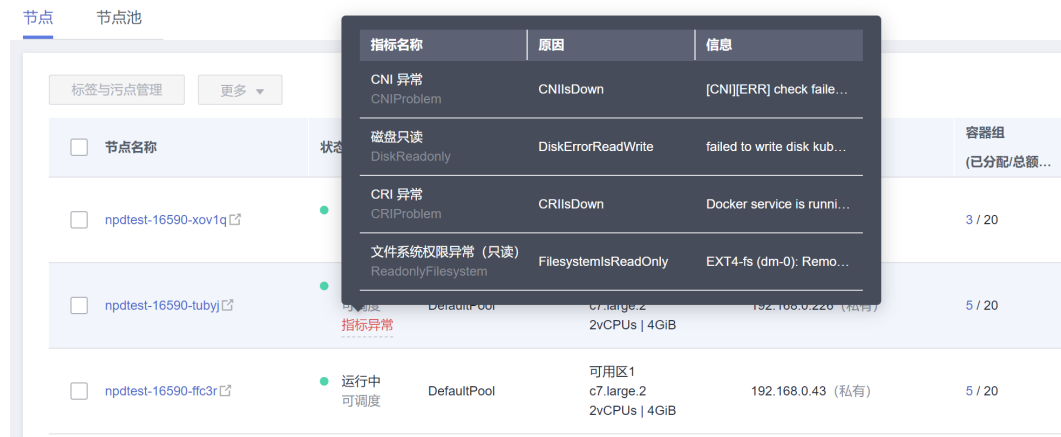 节点 节点池
指标名称 原因 信息
CNI 异常
CNIProblem
CNIIsDown [CNI][ERR] check faile…
磁盘只读
DiskReadonly
DiskErrorReadWrite failed to write disk kub…
CRI 异常
CRIProblem
CRIIsDown Docker service is runni…
文件系统权限异常（只读）
ReadonlyFilesystem
FilesystemIsReadOnly EXT4-fs (dm-0): Remo…
标签与污点管理 更多
节点名称 状态 容器组
(已分配/总额…
npdtest-16590-xov1q 3 / 20
npdtest-16590-tubyj 可调度 DefaultPool c7.large.2 192.168.0.226 (私有) 5 / 20
指标异常 2vCPUs | 4GiB
可用区1
npdtest-16590-ffc3r 运行中 DefaultPool c7.large.2 192.168.0.43 (私有) 5 / 20
可调度 2vCPUs | 4GiB